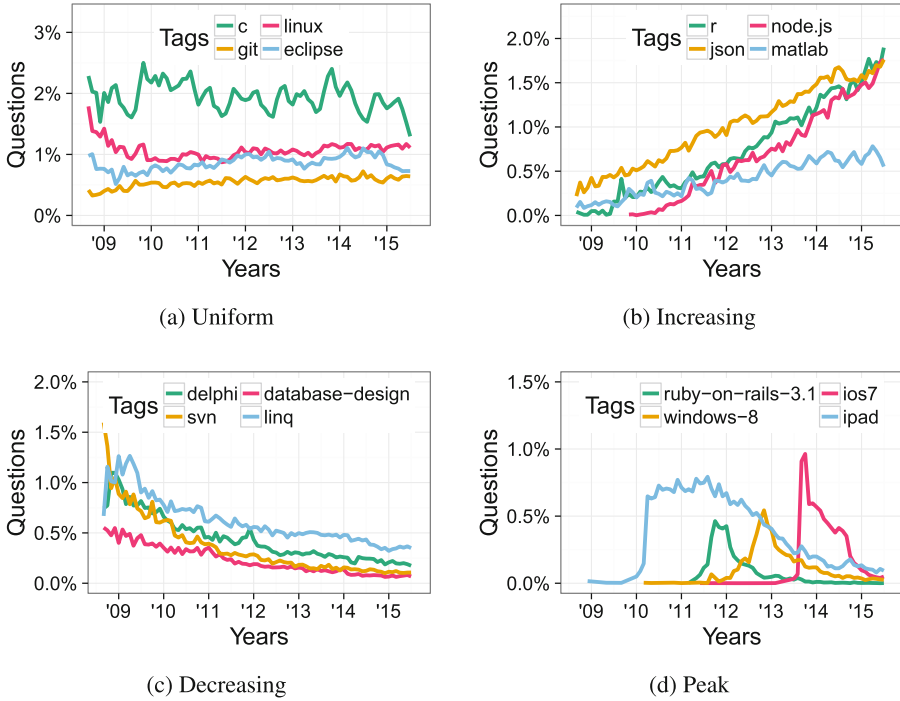 Tags c linux
git eclipse
3%
2%
1%
0%
Questions
'09 '10 '11 '12 '13 '14 '15
Years
(a) Uniform
Tags r node.js
json matlab
2.0%
1.5%
1.0%
0.5%
0.0%
Questions
'09 '10 '11 '12 '13 '14 '15
Years
(b) Increasing
Tags delphi database-design
svn linq
2.0%
1.5%
1.0%
0.5%
0.0%
Questions
'09 '10 '11 '12 '13 '14 '15
Years
(c) Decreasing
Tags ruby-on-rails-3.1 ios7
windows-8 ipad
1.5%
1.0%
0.5%
0.0%
Questions
'09 '10 '11 '12 '13 '14 '15
Years
(d) Peak